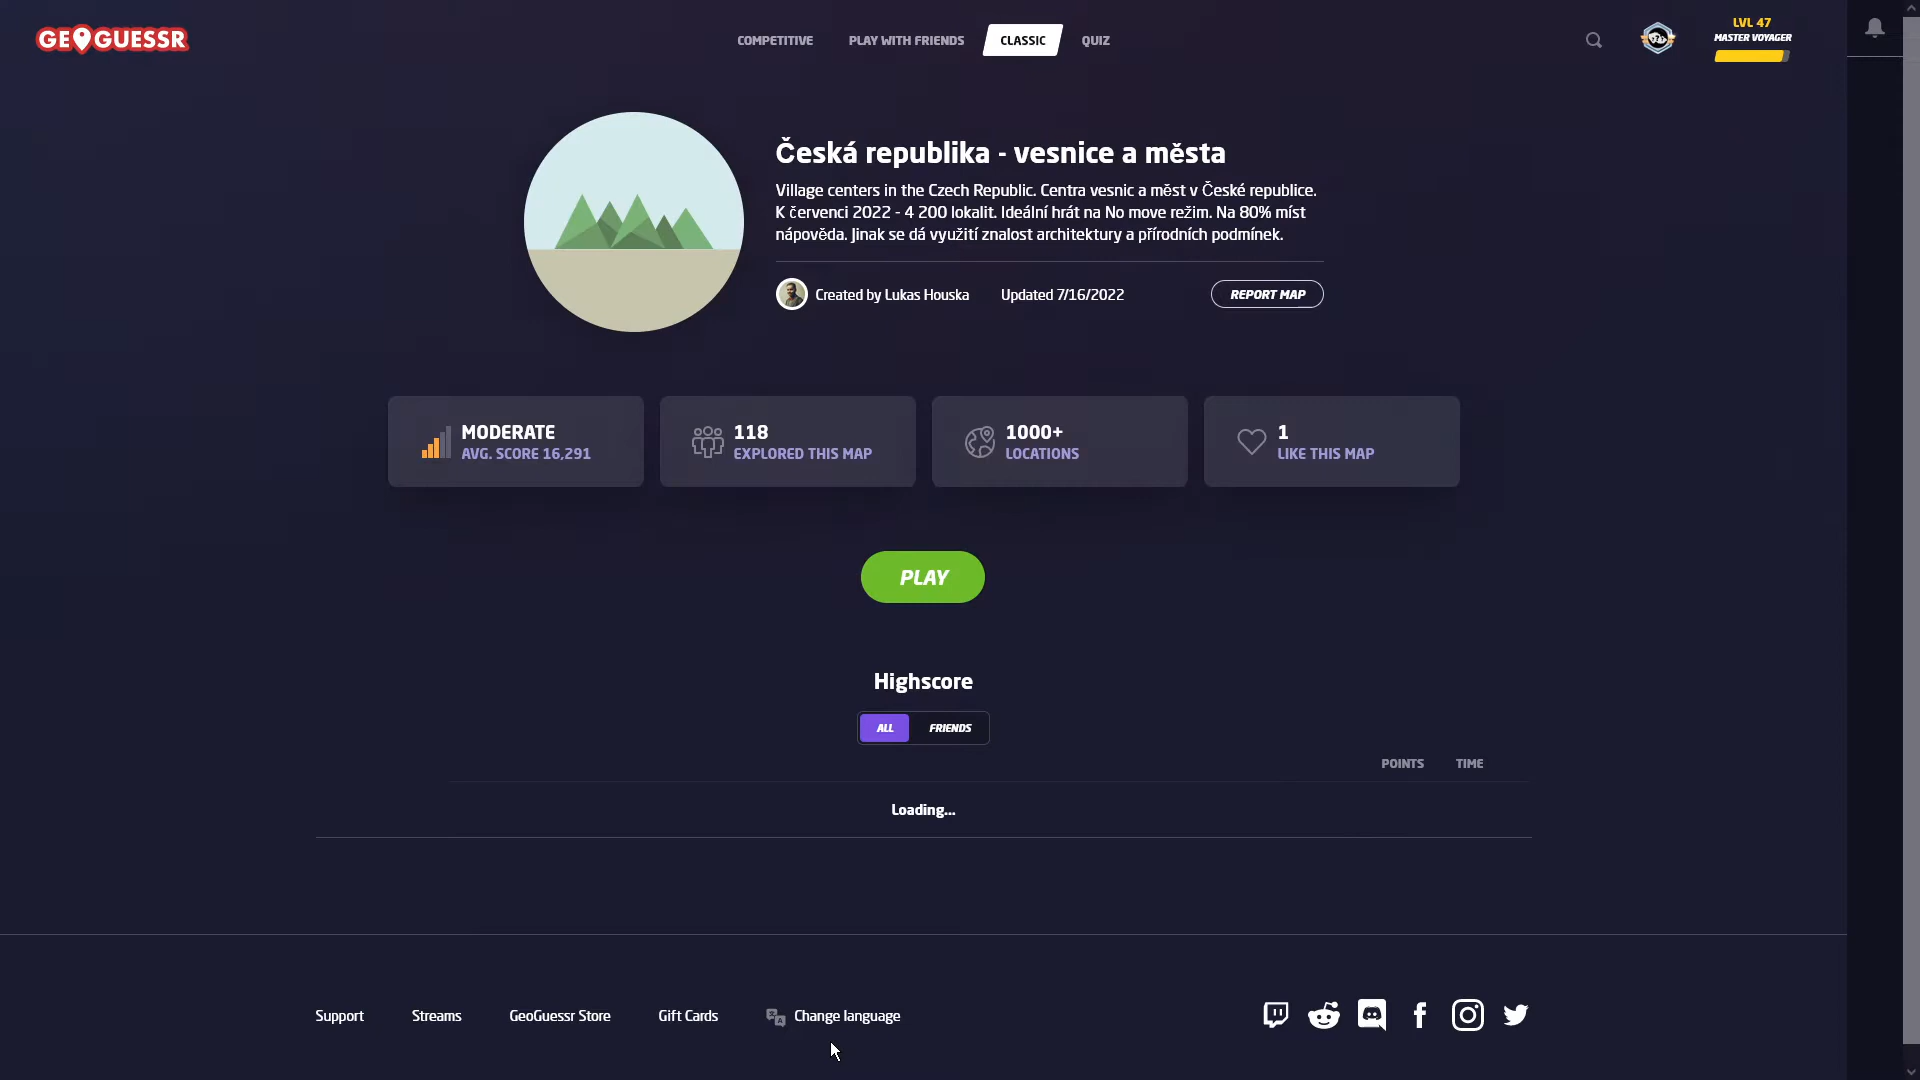 GEOGUESSR
COMPETITIVE
PLAY WITH FRIENDS
CLASSIC
QUIZ
LVL 47
MASTER VOYAGER
Česká republika - vesnice a města
Village centers in the Czech Republic. Centra vesnic a měst v České republice.
K červenci 2022 - 4 200 lokalit. Ideální hrát na No move režim. Na 80% míst
nápověda. Jinak se dá využití znalost architektury a přírodních podmínek.
Created by Lukas Houska
Updated 7/16/2022
REPORT MAP
MODERATE
AVG. SCORE 16,291
118
EXPLORED THIS MAP
1000+
LOCATIONS
1
LIKE THIS MAP
PLAY
Highscore
ALL
FRIENDS
POINTS
TIME
Loading...
Support
Streams
GeoGuessr Store
Gift Cards
Change language